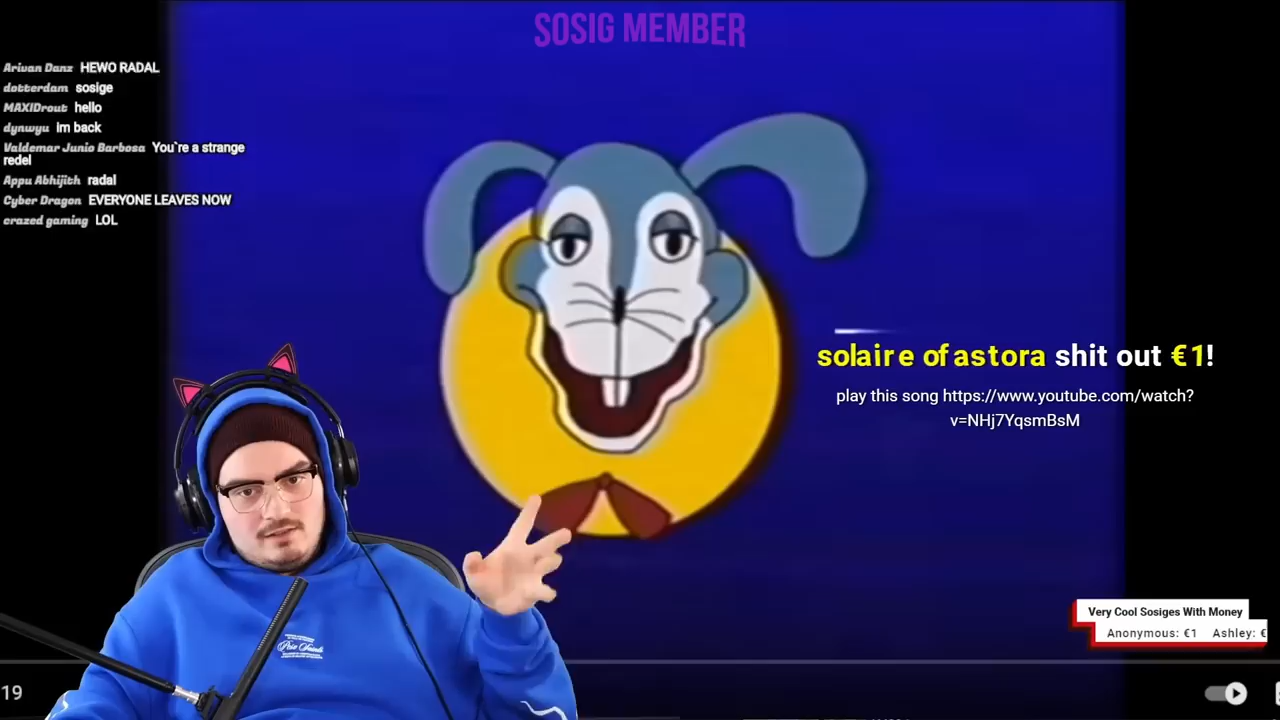 SOSIG MEMBER
Arivan Danz HEWO RADAL
dotterdam sosige
MAXIDrout hello
dynwyu im back
Valdemar Junio Barbosa You`re a strange
redel
Appu Abhijith radal
Cyber Dragon EVERYONE LEAVES NOW
crazed gaming LOL
solaire of astora shit out €1!
play this song https://www.youtube.com/watch?
v=NHj7YqsmBsM
Very Cool Sosiges With Money
Anonymous: €1 Ashley: €
19